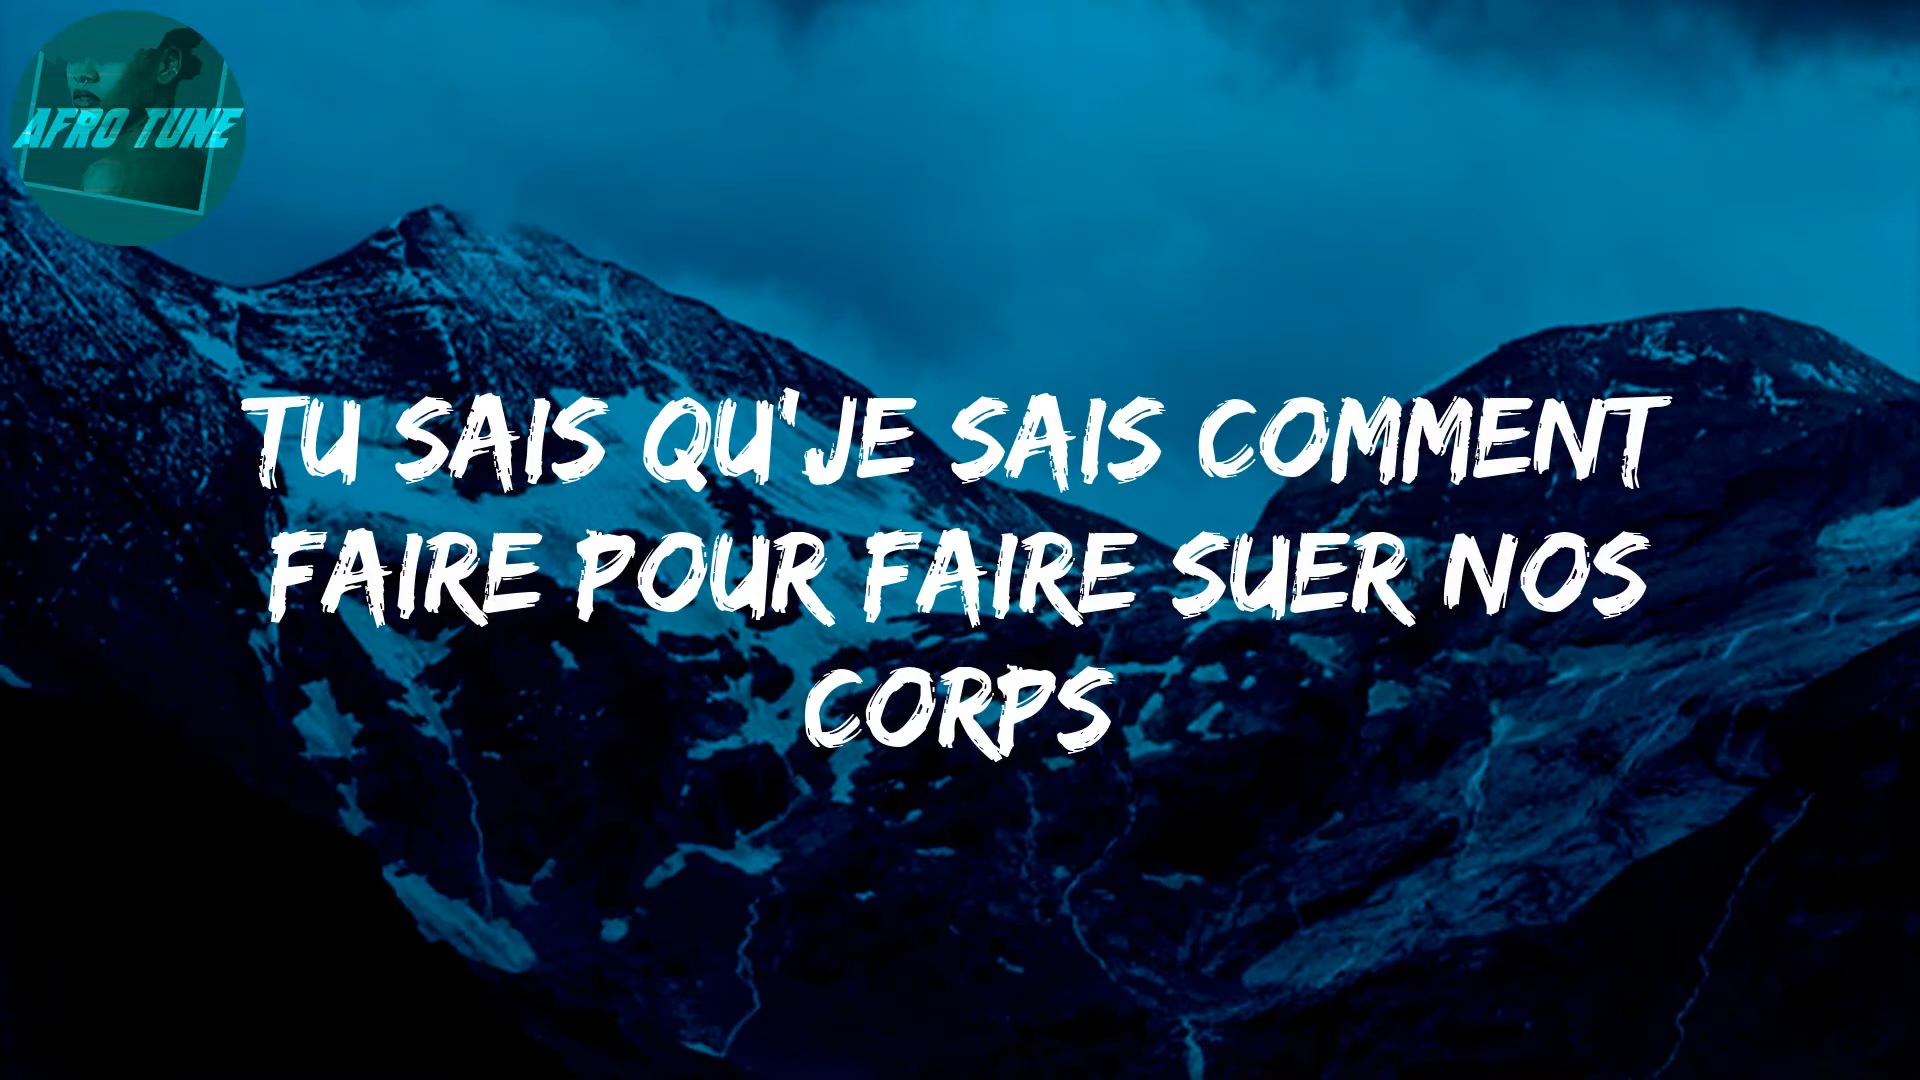 AFRO TUNE
TU SAIS QU'JE SAIS COMMENT
FAIRE POUR FAIRE SUER NOS
CORPS